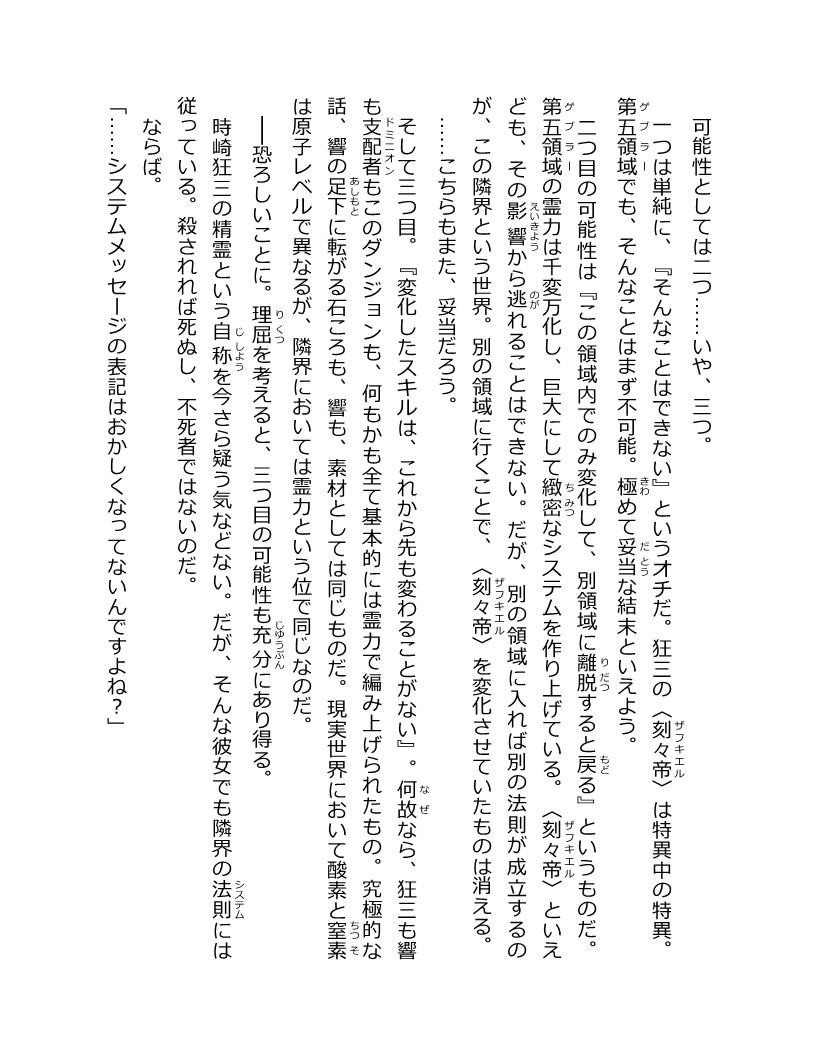 可能性としては二つ……いや、三つ。
一つは単純に、『そんなことはできない』というオチだ。狂三の〈刻々帝〉は特異中の特異。
第五領域でも、そんなことはまず不可能。極めて妥当な結末といえよう。
二つ目の可能性は『この領域内でのみ変化して、別領域に離脱すると戻る』というものだ。
第五領域の霊力は千変万化し、巨大にして緻密なシステムを作り上げている。〈刻々帝〉といえ
ども、その影響から逃れることはできない。だが、別の領域に入れば別の法則が成立するの
が、この隣界という世界。別の領域に行くことで、〈刻々帝〉を変化させていたものは消える。
……こちらもまた、妥当だろう。
そして三つ目。『変化したスキルは、これから先も変わることがない』。何故なら、狂三も響
も支配者もこのダンジョンも、何もかも全て基本的には霊力で編み上げられたもの。究極的な
話、響の足下に転がる石ころも、響も、素材としては同じものだ。現実世界において酸素と窒素
は原子レベルで異なるが、隣界においては霊力という位で同じなのだ。
──恐ろしいことに。理屈を考えると、三つ目の可能性も充分にあり得る。
時崎狂三の精霊という自称を今さら疑う気などない。だが、そんな彼女でも隣界の法則には
従っている。殺されれば死ぬし、不死者ではないのだ。
ならば。
「……システムメッセージの表記はおかしくなってないんですよね？」